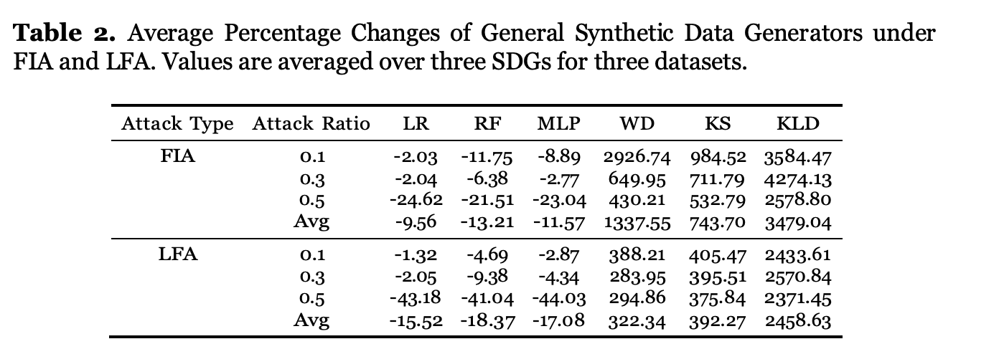 Table 2. Average Percentage Changes of General Synthetic Data Generators under
FIA and LFA. Values are averaged over three SDGs for three datasets.
Attack Type Attack Ratio LR RF MLP WD KS KLD
FIA 0.1 -2.03 -11.75 -8.89 2926.74 984.52 3584.47
0.3 -2.04 -6.38 -2.77 649.95 711.79 4274.13
0.5 -24.62 -21.51 -23.04 430.21 532.79 2578.80
Avg -9.56 -13.21 -11.57 1337.55 743.70 3479.04
LFA 0.1 -1.32 -4.69 -2.87 388.21 405.47 2433.61
0.3 -2.05 -9.38 -4.34 283.95 395.51 2570.84
0.5 -43.18 -41.04 -44.03 294.86 375.84 2371.45
Avg -15.52 -18.37 -17.08 322.34 392.27 2458.63